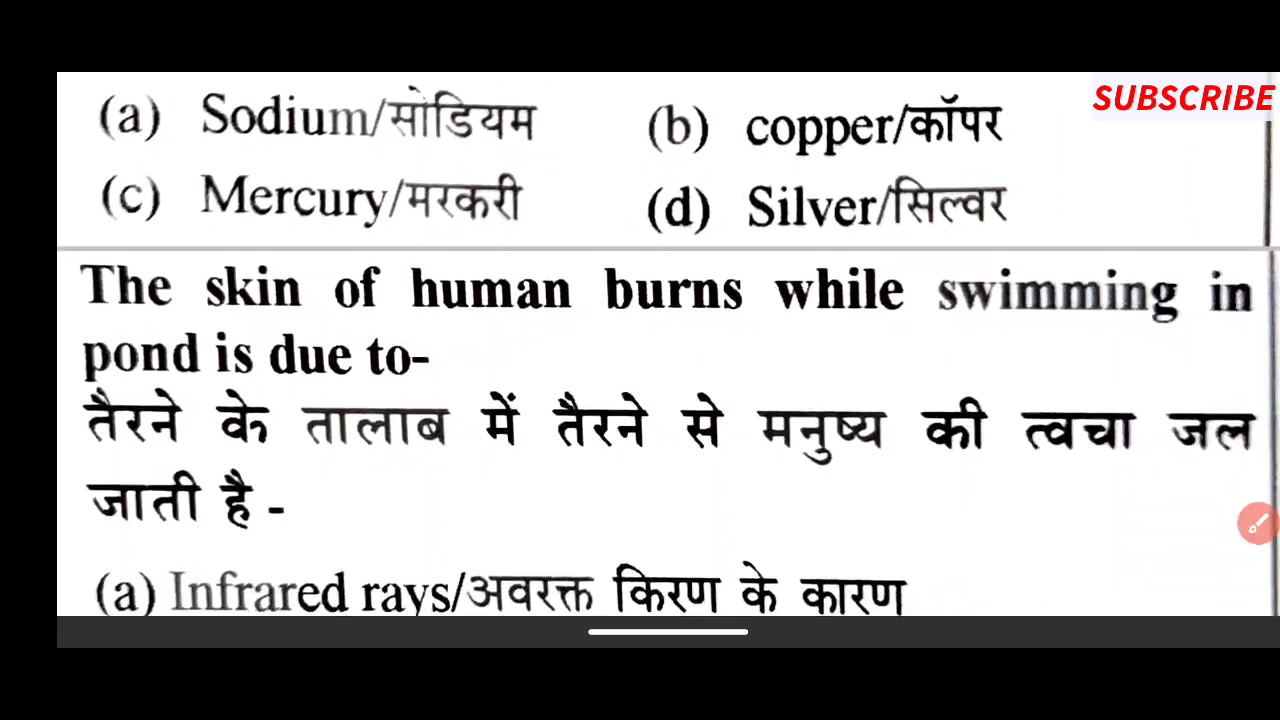 SUBSCRIBE
(a) Sodium/सोडियम (b) copper/कॉपर
(c) Mercury/मरकरी (d) Silver/सिल्वर
The skin of human burns while swimming in
pond is due to-
तैरने के तालाब में तैरने से मनुष्य की त्वचा जल
जाती है -
(a) Infrared rays/अवरक्त किरण के कारण